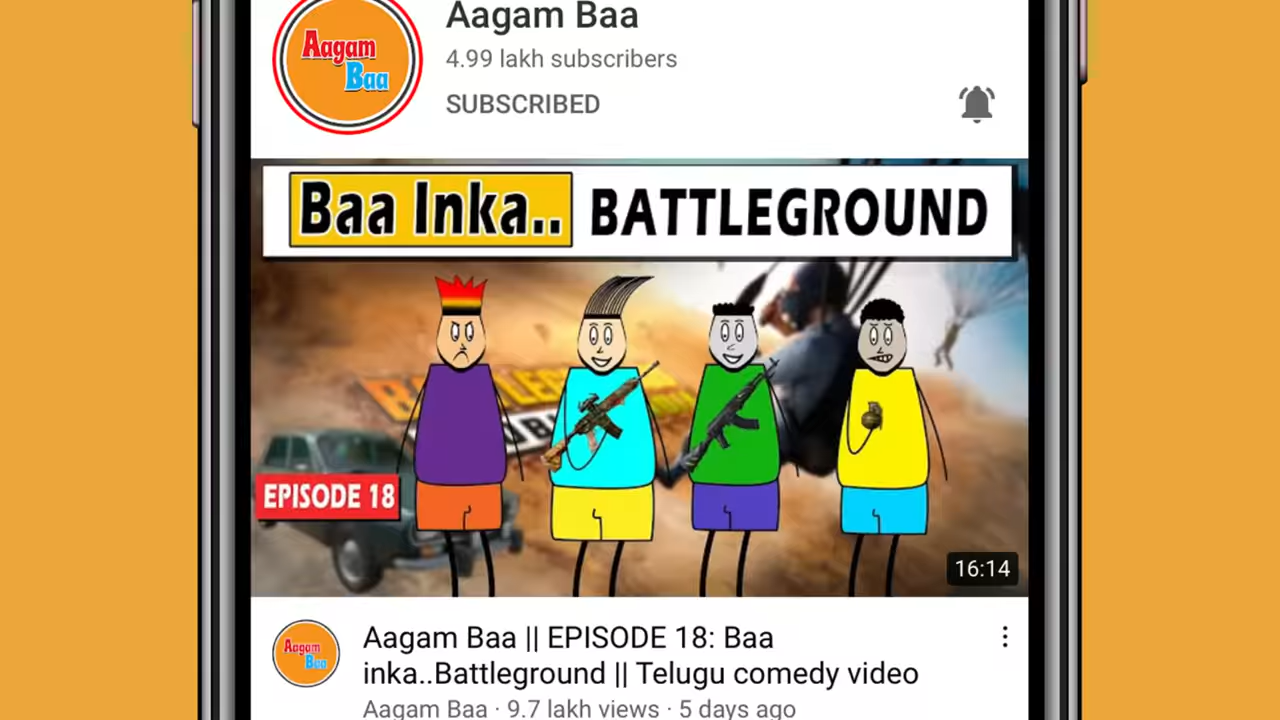 Aagam Baa
Aagam
Baa
4.99 lakh subscribers
SUBSCRIBED
Baa Inka.. BATTLEGROUND
EPISODE 18
16:14
Aagam
Baa
Aagam Baa || EPISODE 18: Baa
inka..Battleground || Telugu comedy video
Aagam Baa · 9.7 lakh views · 5 days ago